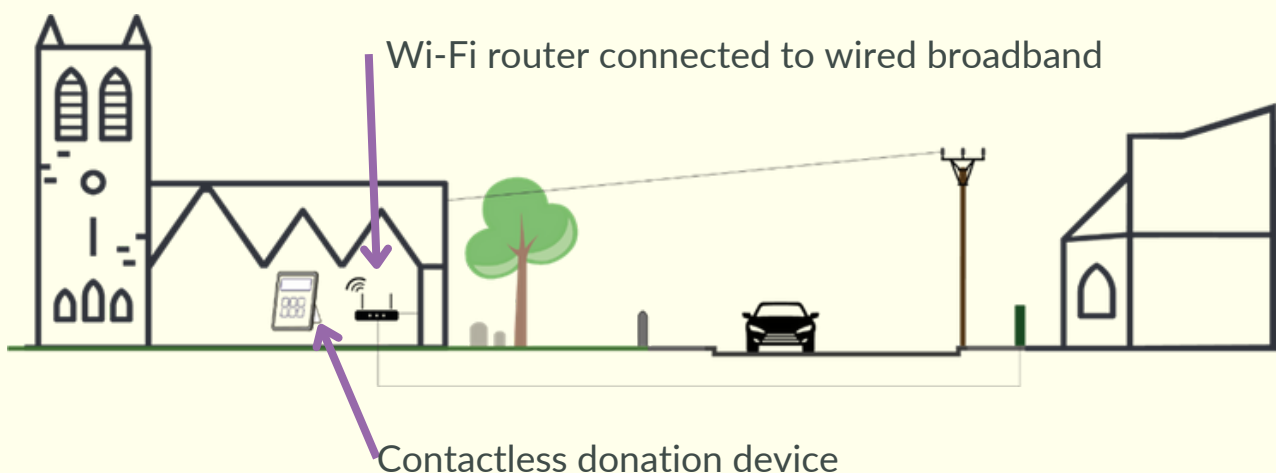 Wi-Fi router connected to wired broadband
Contactless donation device